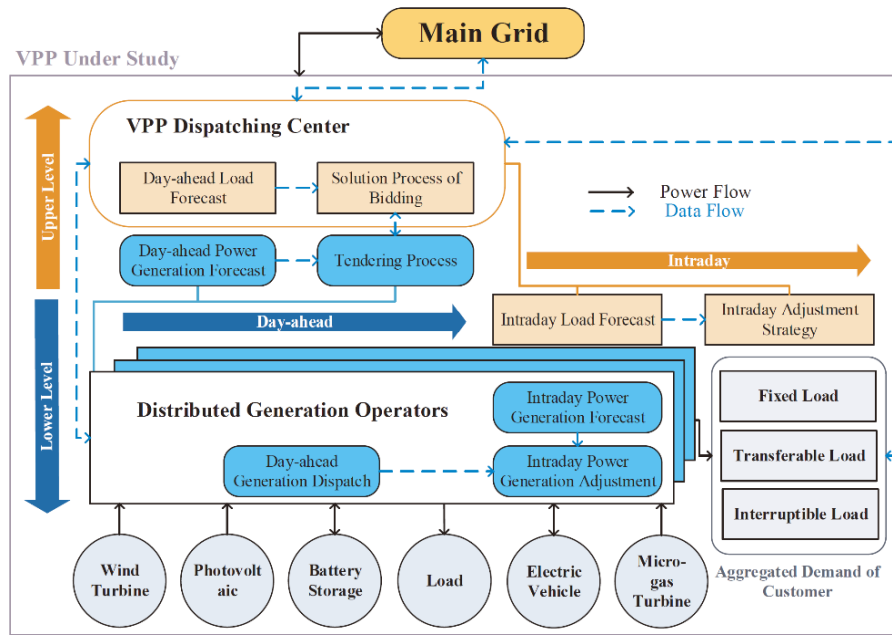 Main Grid
VPP Under Study
VPP Dispatching Center
Upper Level
Day-ahead Load
Forecast
Solution Process of
Bidding
Power Flow
Data Flow
Day-ahead Power
Generation Forecast
Tendering Process
Intraday
Day-ahead
Intraday Load Forecast
Intraday Adjustment
Strategy
Lower Level
Distributed Generation Operators
Intraday Power
Generation Forecast
Day-ahead
Generation Dispatch
Intraday Power
Generation Adjustment
Fixed Load
Transferable Load
Interruptible Load
Aggregated Demand of
Customer
Wind
Turbine
Photovolt
aic
Battery
Storage
Load
Electric
Vehicle
Micro-
gas
Turbine